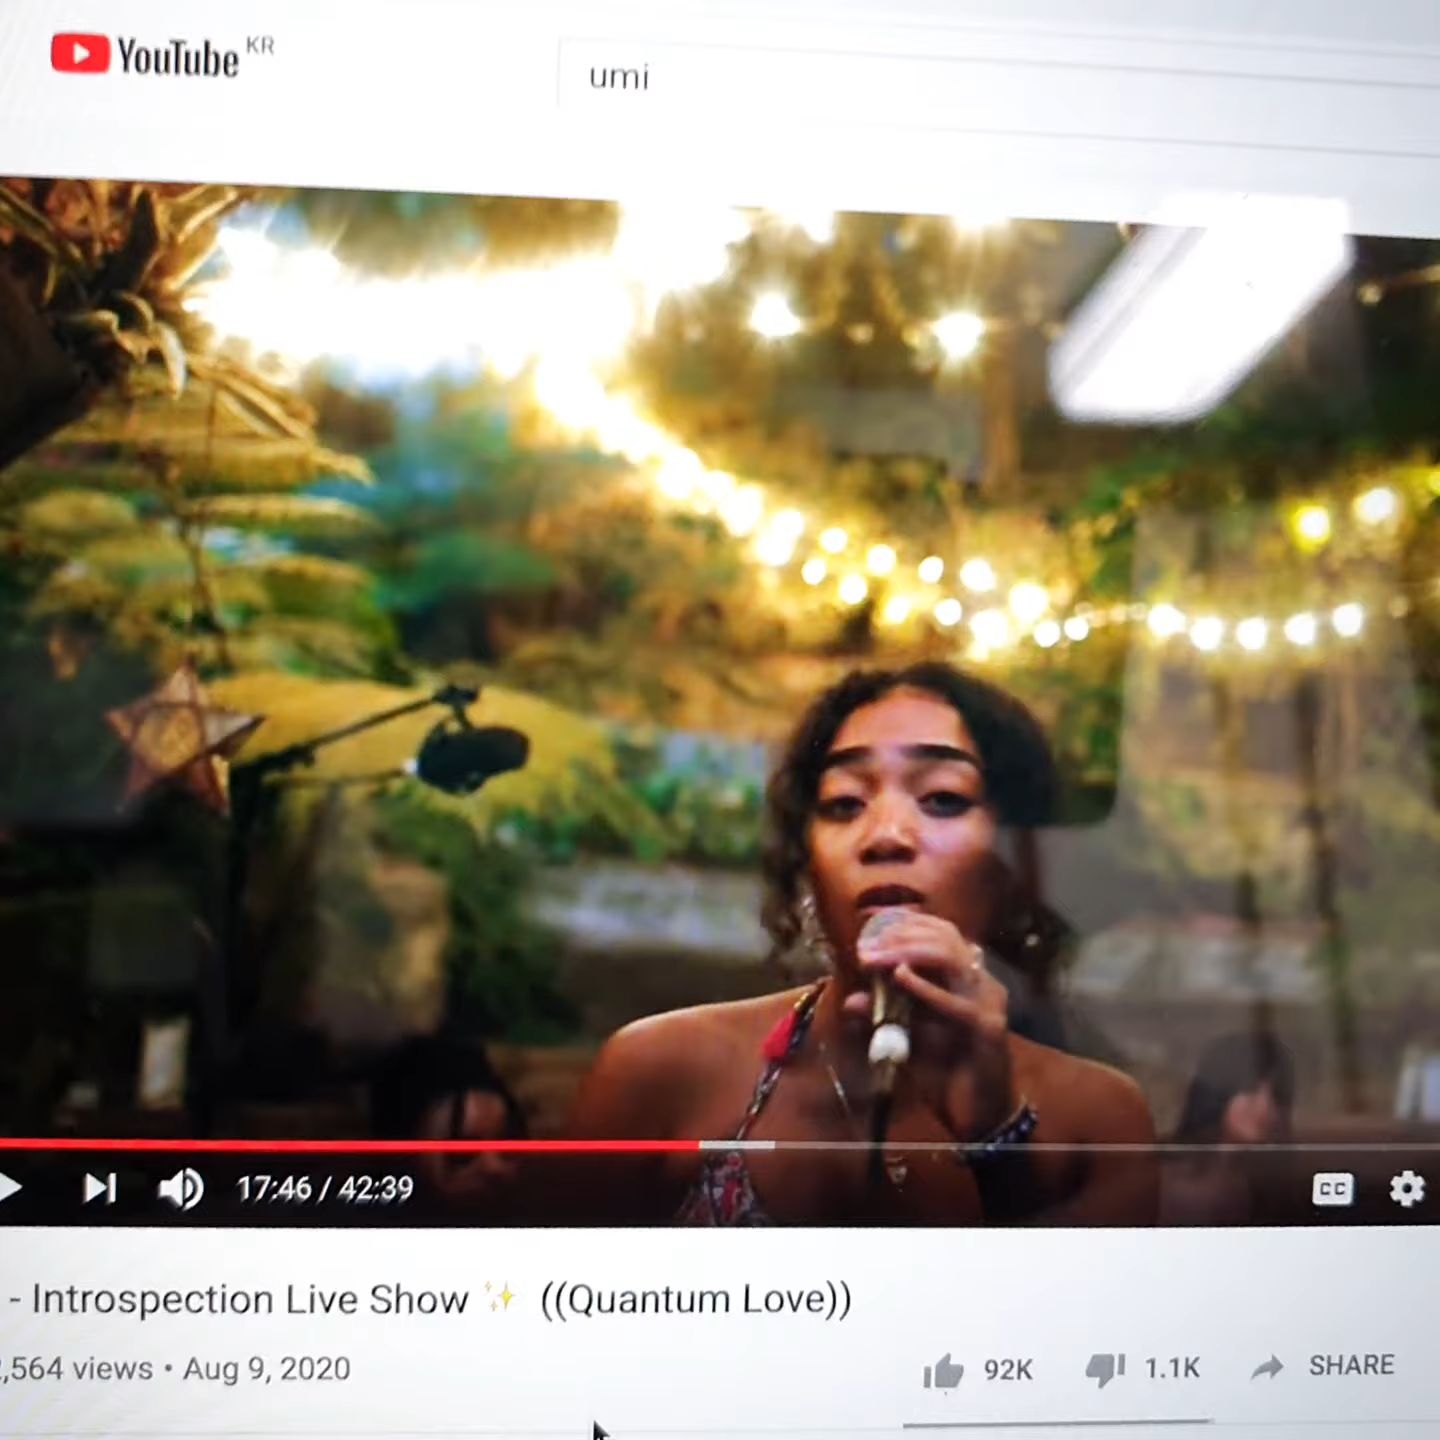 YouTube KR
umi
17:46 / 42:39
CC
- Introspection Live Show ✨ ((Quantum Love))
,564 views • Aug 9, 2020
92K 1.1K SHARE